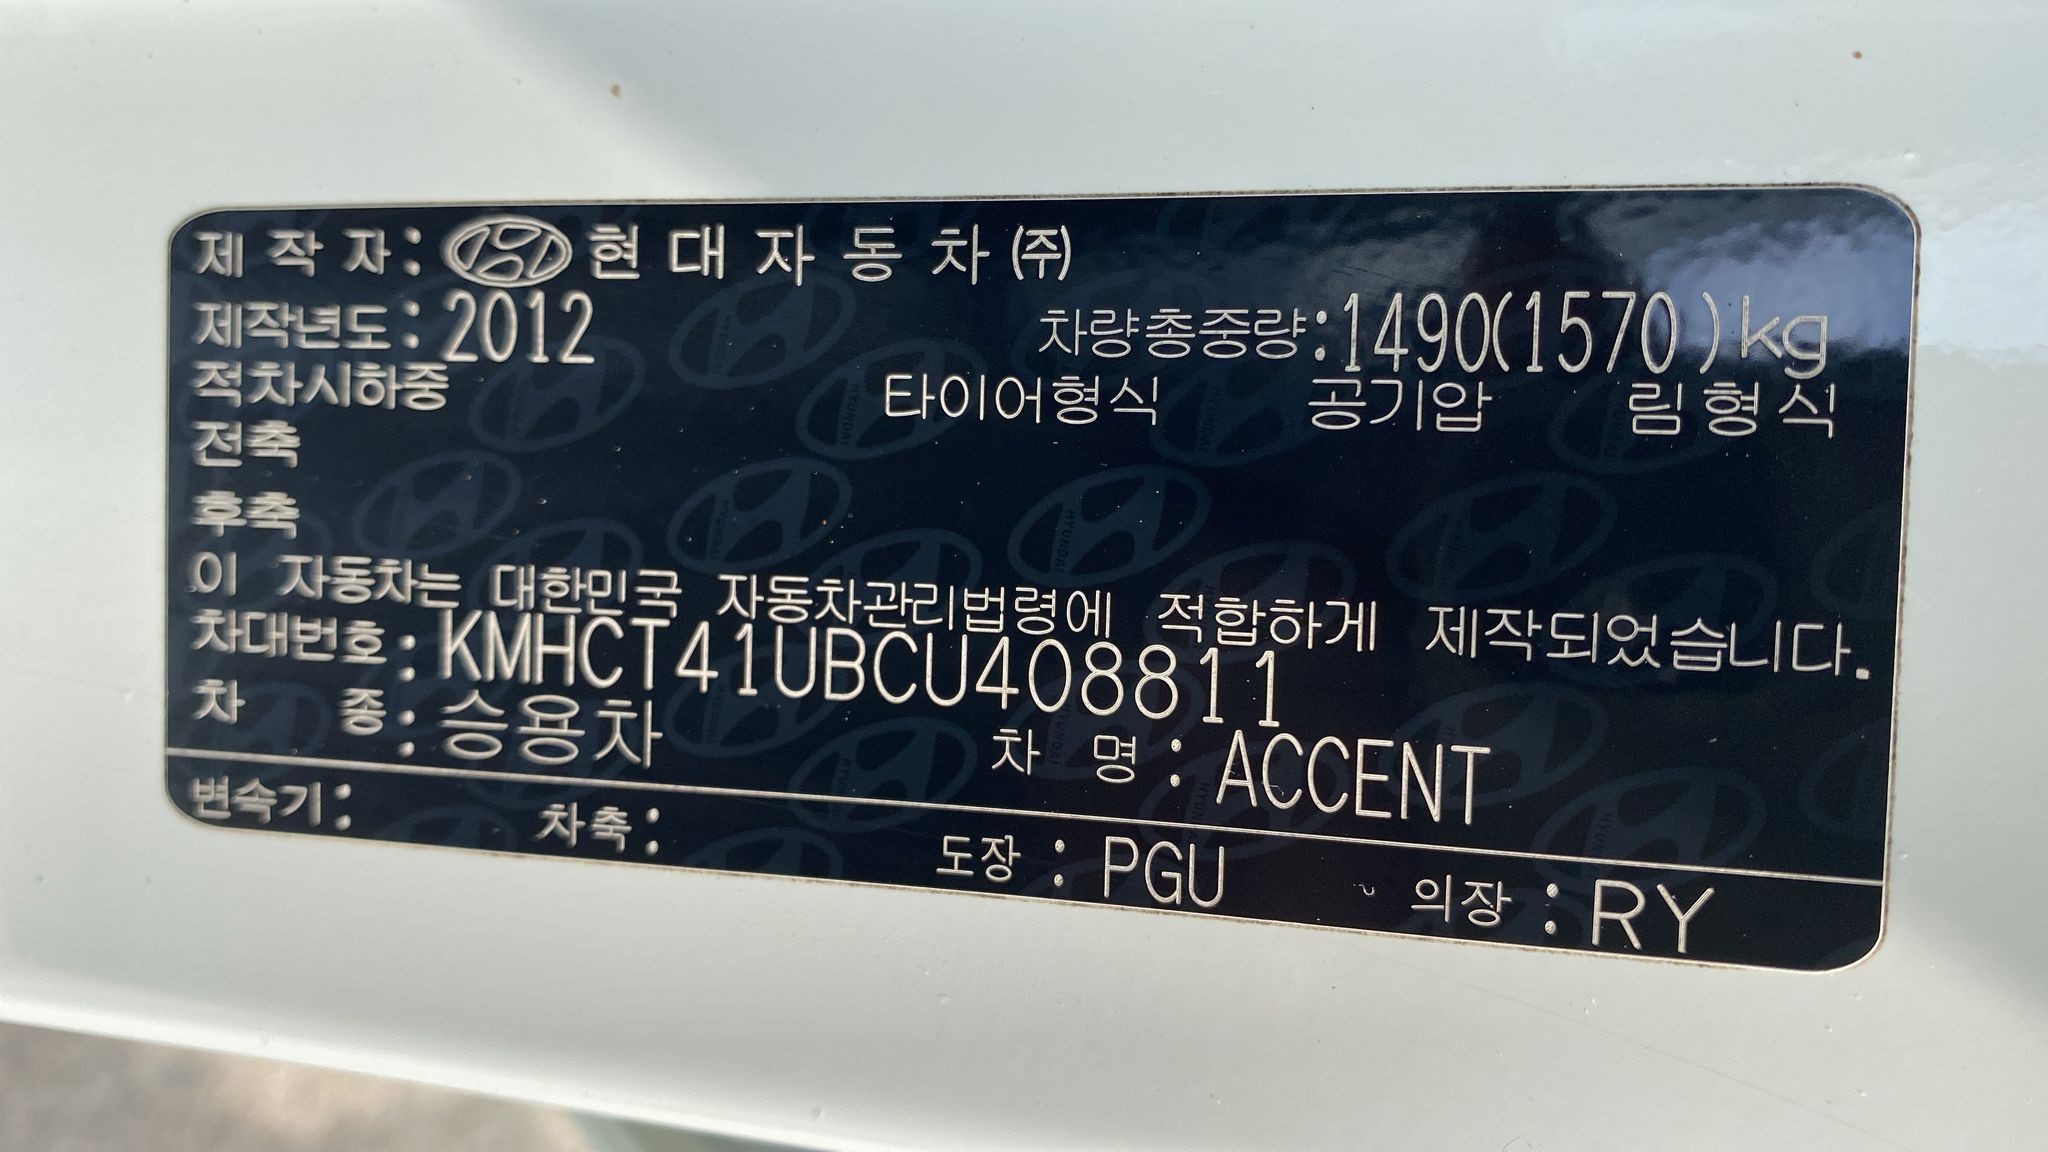 제 작 자 : 현 대 자 동 차 ㈜
제작년도 : 2012 차량총중량 : 1490(1570)kg
적차시하중 타이어형식 공기압 림형식
전축
후축
이 자동차는 대한민국 자동차관리법령에 적합하게 제작되었습니다.
차대번호 : KMHCT41UBCU408811
차 종 : 승용차 차 명 : ACCENT
변속기 : 차축 : 도장 : PGU 의장 : RY